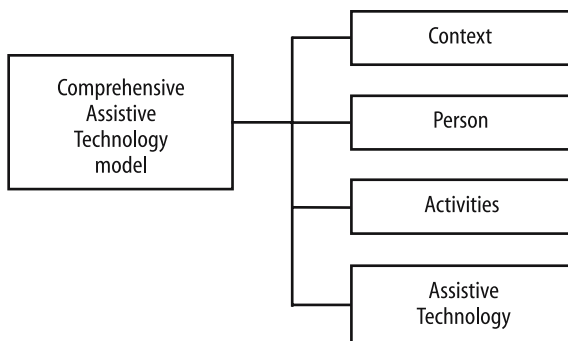 Comprehensive
Assistive
Technology
model
Context
Person
Activities
Assistive
Technology